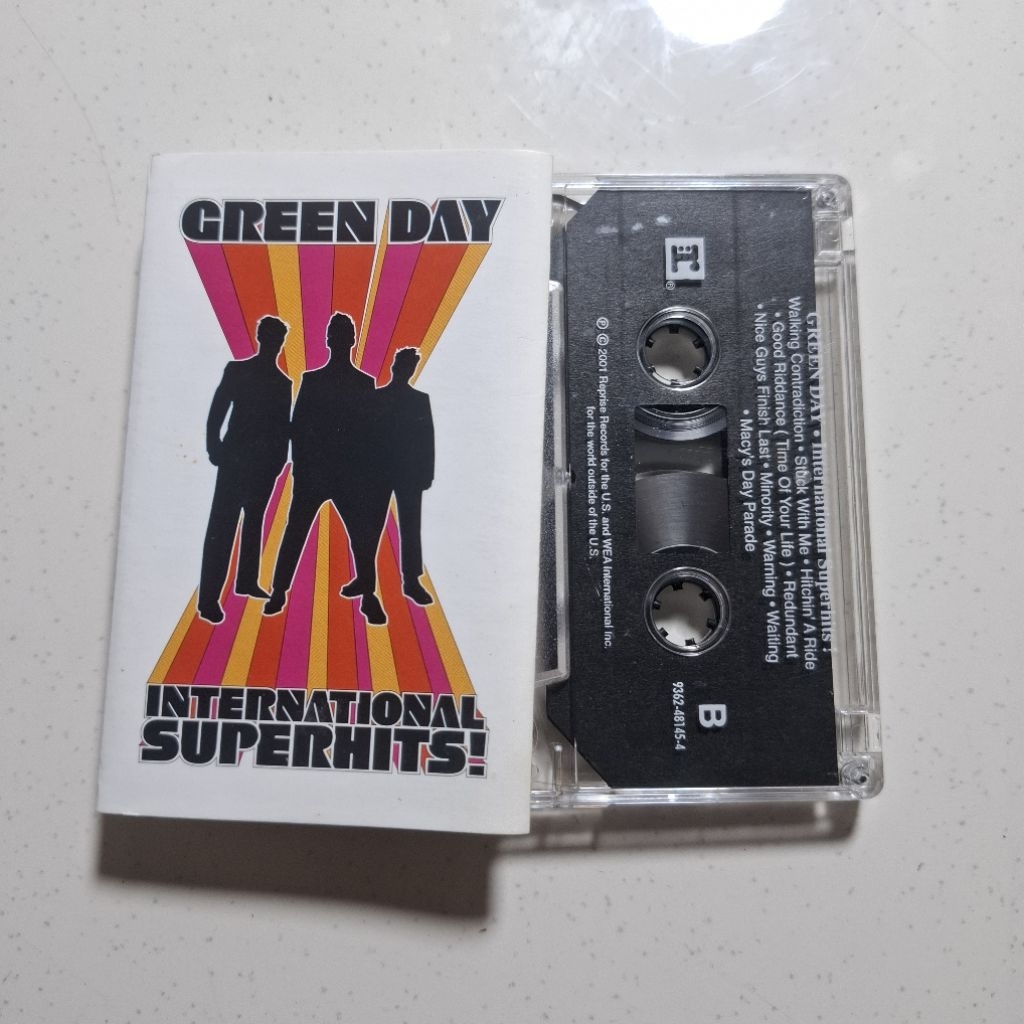 GREEN DAY
INTERNATIONAL
SUPERHITS!
GREEN DAY • International Superhits !
Walking Contradiction • Stuck With Me • Hitchin' A Ride
• Good Riddance ( Time Of Your Life ) • Redundant
• Nice Guys Finish Last • Minority • Warning • Waiting
• Macy's Day Parade
r
®
B
9362-48145-4
℗ © 2001 Reprise Records for the U.S. and WEA International Inc.
for the world outside of the U.S.